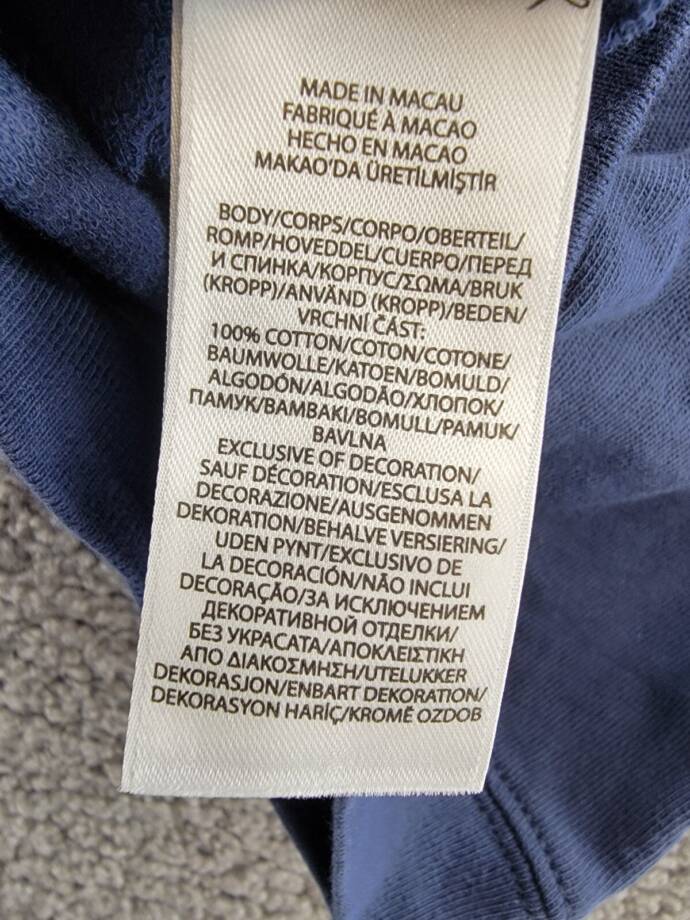 MADE IN MACAU
FABRIQUÉ À MACAO
HECHO EN MACAO
MAKAO'DA ÜRETİLMİŞTİR
BODY/CORPS/CORPO/OBERTEIL/
ROMP/HOVEDDEL/CUERPO/ПЕРЕД
И СПИНКА/КОРПУС/ΣΩΜΑ/BRUK
(KROPP)/ANVÄND (KROPP)/BEDEN/
VRCHNÍ ČÁST:
100% COTTON/COTON/COTONE/
BAUMWOLLE/KATOEN/BOMULD/
ALGODÓN/ALGODÃO/ХЛОПОК/
ПАМУК/ΒΑΜΒΑΚΙ/BOMULL/PAMUK/
BAVLNA
EXCLUSIVE OF DECORATION/
SAUF DÉCORATION/ESCLUSA LA
DECORAZIONE/AUSGENOMMEN
DEKORATION/BEHALVE VERSIERING/
UDEN PYNT/EXCLUSIVO DE
LA DECORACIÓN/NÃO INCLUI
DECORAÇÃO/ЗА ИСКЛЮЧЕНИЕМ
ДЕКОРАТИВНОЙ ОТДЕЛКИ/
БЕЗ УКРАСАТА/ΑΠΟΚΛΕΙΣΤΙΚΗ
ΑΠΟ ΔΙΑΚΟΣΜΗΣΗ/UTELUKKER
DEKORASJON/ENBART DEKORATION/
DEKORASYON HARİÇ/KROMĚ OZDOB